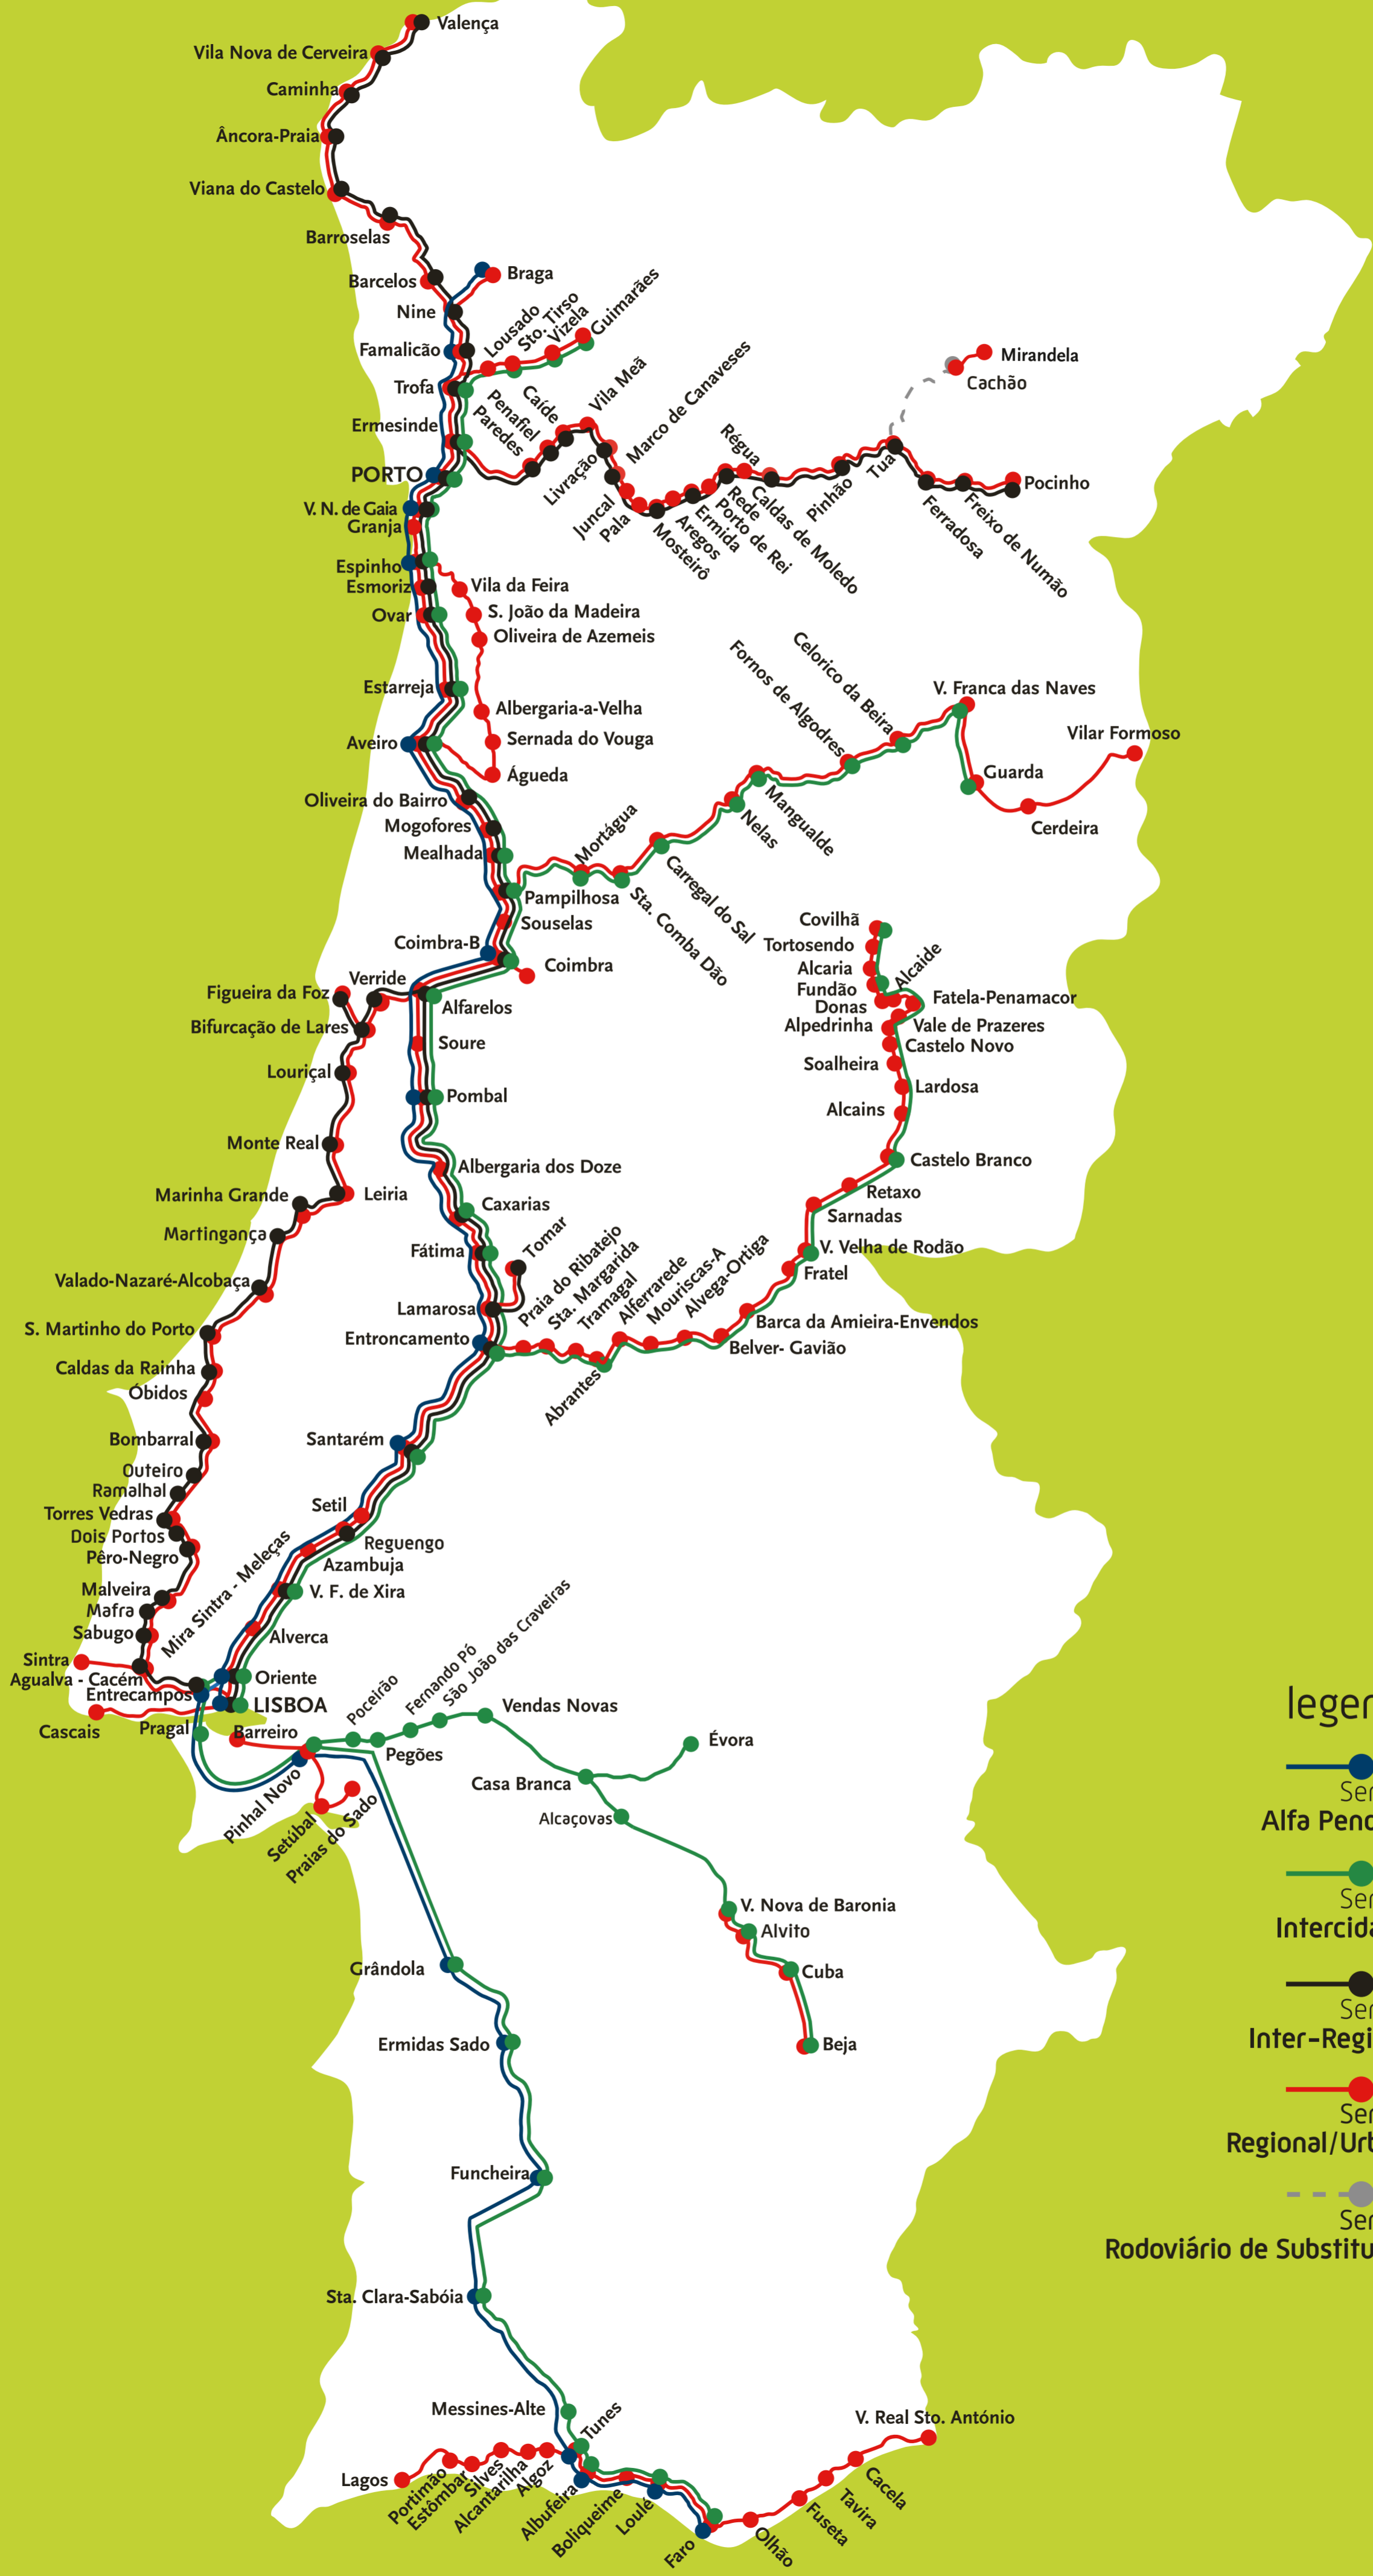 Valença
Vila Nova de Cerveira
Caminha
Âncora-Praia
Viana do Castelo
Barroselas
Barcelos
Braga
Nine
Famalicão
Lousado
Sto. Tirso
Vizela
Guimarães
Trofa
Ermesinde
Paredes
Penafiel
Caíde
Vila Meã
Livração
Marco de Canaveses
Juncal
Pala
Mosteirô
Aregos
Ermida
Porto de Rei
Rede
Caldas de Moledo
Régua
Pinhão
Tua
Mirandela
Cachão
Ferradosa
Freixo de Numão
Pocinho
PORTO
V. N. de Gaia
Granja
Espinho
Esmoriz
Ovar
Vila da Feira
S. João da Madeira
Oliveira de Azemeis
Estarreja
Albergaria-a-Velha
Sernada do Vouga
Aveiro
Águeda
Oliveira do Bairro
Mogofores
Mealhada
Pampilhosa
Mortágua
Sta. Comba Dão
Carregal do Sal
Nelas
Mangualde
Fornos de Algodres
Celorico da Beira
V. Franca das Naves
Guarda
Cerdeira
Vilar Formoso
Souselas
Coimbra-B
Coimbra
Verride
Figueira da Foz
Alfarelos
Bifurcação de Lares
Soure
Louriçal
Pombal
Monte Real
Albergaria dos Doze
Marinha Grande
Leiria
Caxarias
Martingança
Fátima
Tomar
Valado-Nazaré-Alcobaça
Lamarosa
S. Martinho do Porto
Entroncamento
Covilhã
Tortosendo
Alcaria
Fundão
Alcaide
Donas
Fatela-Penamacor
Alpedrinha
Vale de Prazeres
Castelo Novo
Soalheira
Lardosa
Alcains
Castelo Branco
Retaxo
Sarnadas
V. Velha de Rodão
Fratel
Barca da Amieira-Envendos
Belver- Gavião
Alvega-Ortiga
Mouriscas-A
Alferrarede
Abrantes
Tramagal
Sta. Margarida
Praia do Ribatejo
Caldas da Rainha
Óbidos
Bombarral
Santarém
Outeiro
Ramalhal
Torres Vedras
Setil
Dois Portos
Reguengo
Pêro-Negro
Azambuja
Malveira
V. F. de Xira
Mafra
Sabugo
Mira Sintra - Meleças
Alverca
Sintra
Agualva - Cacém
Oriente
Entrecampos
LISBOA
Cascais
Pragal
Barreiro
Pinhal Novo
Setúbal
Praias do Sado
Poceirão
Pegões
Fernando Pó
São João das Craveiras
Vendas Novas
Évora
Casa Branca
Alcaçovas
V. Nova de Baronia
Alvito
Cuba
Beja
Grândola
Ermidas Sado
Funcheira
Sta. Clara-Sabóia
Messines-Alte
Tunes
Lagos
Portimão
Estômbar
Silves
Alcantarilha
Algoz
Albufeira
Boliqueime
Loulé
Faro
Olhão
Fuseta
Tavira
Cacela
V. Real Sto. António
legen
Ser
Alfa Pend
Ser
Intercida
Ser
Inter-Regi
Ser
Regional/Urb
Ser
Rodoviário de Substitu